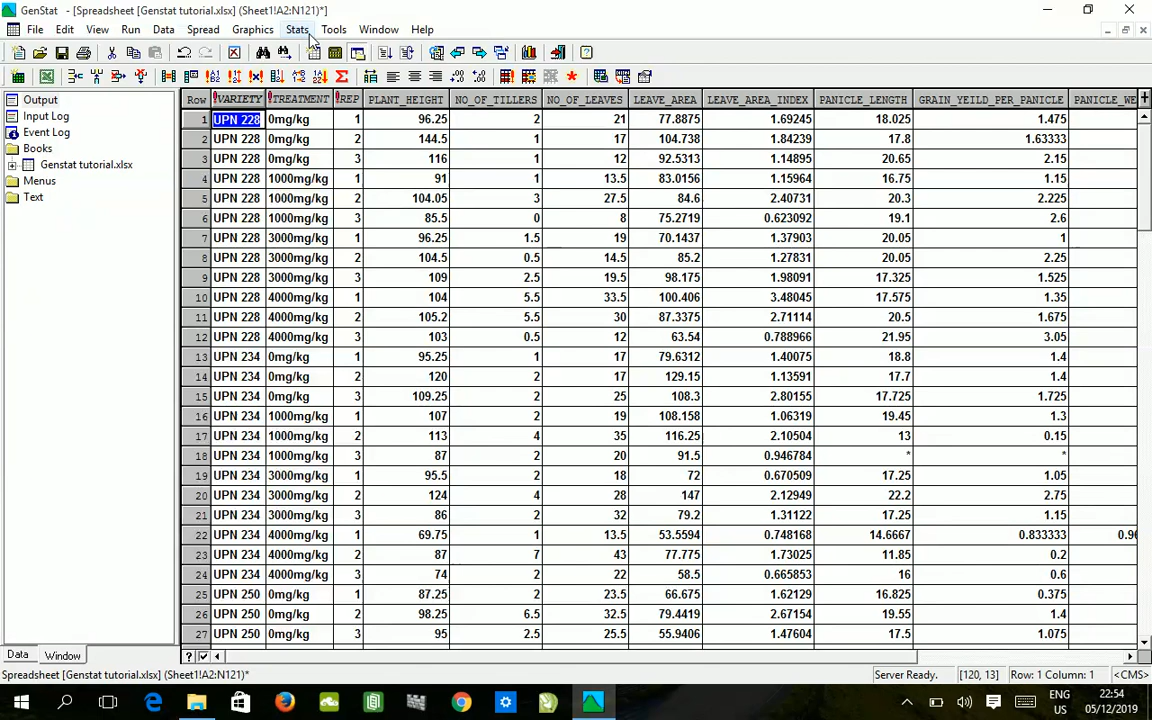 GenStat - [Spreadsheet [Genstat tutorial.xlsx] (Sheet1!A2:N121)*]
File Edit View Run Data Spread Graphics Stats Tools Window Help
Output
Input Log
Event Log
Books
Genstat tutorial.xlsx
Menus
Text
Row !VARIETY !TREATMENT !REP PLANT_HEIGHT NO_OF_TILLERS NO_OF_LEAVES LEAVE_AREA LEAVE_AREA_INDEX PANICLE_LENGTH GRAIN_YEILD_PER_PANICLE PANICLE_WE
1 UPN 228 0mg/kg 1 96.25 2 21 77.8875 1.69245 18.025 1.475
2 UPN 228 0mg/kg 2 144.5 1 17 104.738 1.84239 17.8 1.63333
3 UPN 228 0mg/kg 3 116 1 12 92.5313 1.14895 20.65 2.15
4 UPN 228 1000mg/kg 1 91 1 13.5 83.0156 1.15964 16.75 1.15
5 UPN 228 1000mg/kg 2 104.05 3 27.5 84.6 2.40731 20.3 2.225
6 UPN 228 1000mg/kg 3 85.5 0 8 75.2719 0.623092 19.1 2.6
7 UPN 228 3000mg/kg 1 96.25 1.5 19 70.1437 1.37903 20.05 1
8 UPN 228 3000mg/kg 2 104.5 0.5 14.5 85.2 1.27831 20.05 2.25
9 UPN 228 3000mg/kg 3 109 2.5 19.5 98.175 1.98091 17.325 1.525
10 UPN 228 4000mg/kg 1 104 5.5 33.5 100.406 3.48045 17.575 1.35
11 UPN 228 4000mg/kg 2 105.2 5.5 30 87.3375 2.71114 20.5 1.675
12 UPN 228 4000mg/kg 3 103 0.5 12 63.54 0.788966 21.95 3.05
13 UPN 234 0mg/kg 1 95.25 1 17 79.6312 1.40075 18.8 1.4
14 UPN 234 0mg/kg 2 120 2 17 129.15 1.13591 17.7 1.4
15 UPN 234 0mg/kg 3 109.25 2 25 108.3 2.80155 17.725 1.725
16 UPN 234 1000mg/kg 1 107 2 19 108.158 1.06319 19.45 1.3
17 UPN 234 1000mg/kg 2 113 4 35 116.25 2.10504 13 0.15
18 UPN 234 1000mg/kg 3 87 2 20 91.5 0.946784 * *
19 UPN 234 3000mg/kg 1 95.5 2 18 72 0.670509 17.25 1.05
20 UPN 234 3000mg/kg 2 124 4 28 147 2.12949 22.2 2.75
21 UPN 234 3000mg/kg 3 86 2 32 79.2 1.31122 17.25 1.15
22 UPN 234 4000mg/kg 1 69.75 1 13.5 53.5594 0.748168 14.6667 0.833333 0.96
23 UPN 234 4000mg/kg 2 87 7 43 77.775 1.73025 11.85 0.2
24 UPN 234 4000mg/kg 3 74 2 22 58.5 0.665853 16 0.6
25 UPN 250 0mg/kg 1 87.25 2 23.5 66.675 1.62129 16.825 0.375
26 UPN 250 0mg/kg 2 98.25 6.5 32.5 79.4419 2.67154 19.55 1.4
27 UPN 250 0mg/kg 3 95 2.5 25.5 55.9406 1.47604 17.5 1.075
Data Window
Spreadsheet [Genstat tutorial.xlsx] (Sheet1!A2:N121)* Server Ready. [120, 13] Row: 1 Column: 1 <CMS>
ENG 22:54
US 05/12/2019